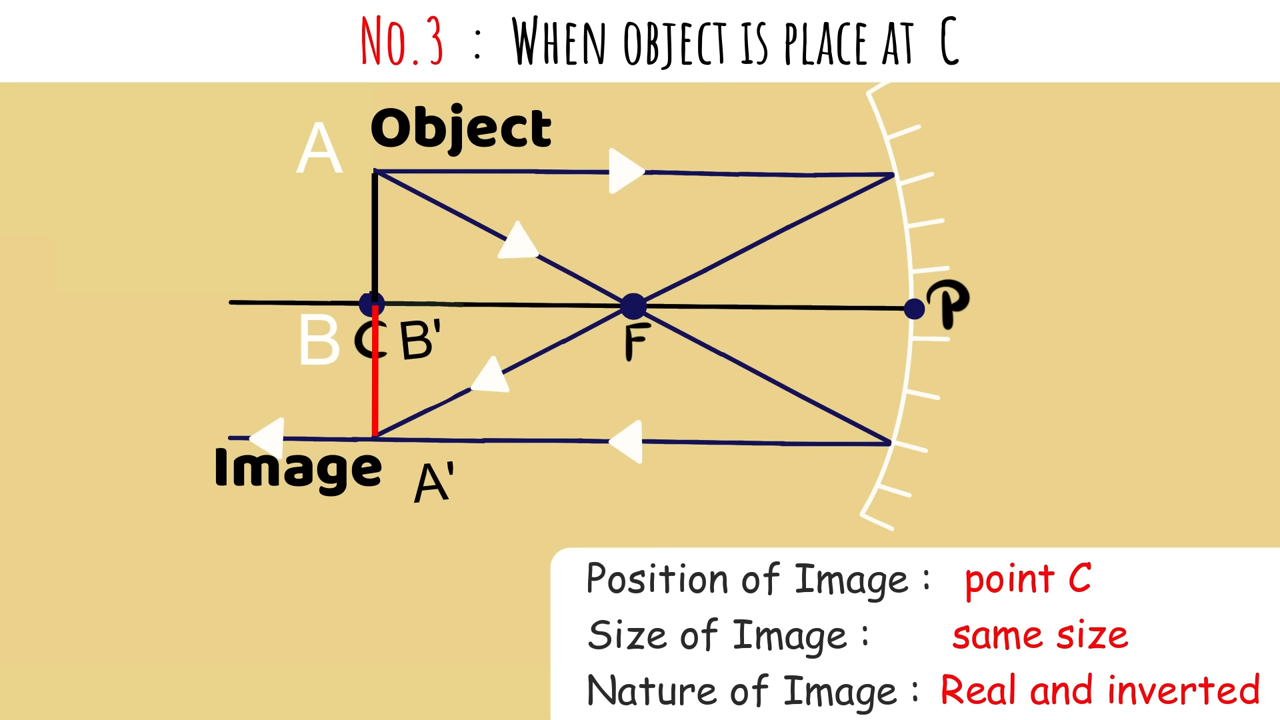 No. 3 : When object is place at C
A Object
B C B' F P
Image A'
Position of Image : point C
Size of Image : same size
Nature of Image : Real and inverted